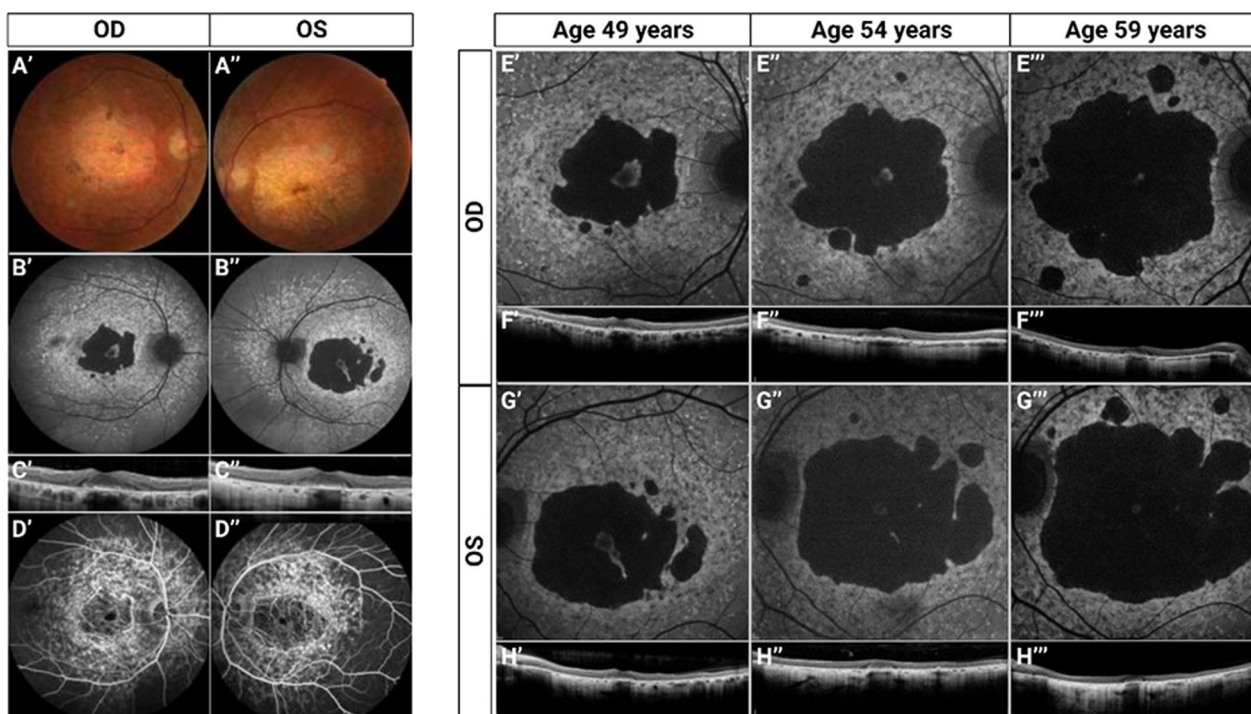 OD OS
A' A''
B' B''
C' C''
D' D''
Age 49 years Age 54 years Age 59 years
OD
E' E'' E'''
F' F'' F'''
OS
G' G'' G'''
H' H'' H'''